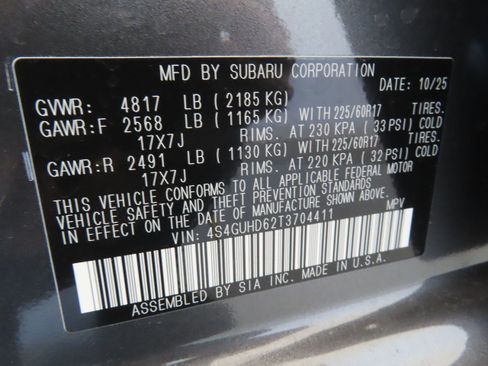 MFD BY SUBARU CORPORATION
DATE: 10/25
GVWR: 4817 LB (2185 KG)
GAWR:F 2568 LB (1165 KG) WITH 225/60R17 TIRES.
17X7J RIMS. AT 230 KPA (33 PSI) COLD
GAWR:R 2491 LB (1130 KG) WITH 225/60R17 TIRES.
17X7J RIMS. AT 220 KPA (32 PSI) COLD
THIS VEHICLE CONFORMS TO ALL APPLICABLE FEDERAL MOTOR
VEHICLE SAFETY AND THEFT PREVENTION STANDARDS
IN EFFECT ON THE DATE OF MANUFACTURE SHOWN ABOVE.
VIN: 4S4GUHD62T3704411 MPV
ASSEMBLED BY SIA INC. MADE IN U.S.A.